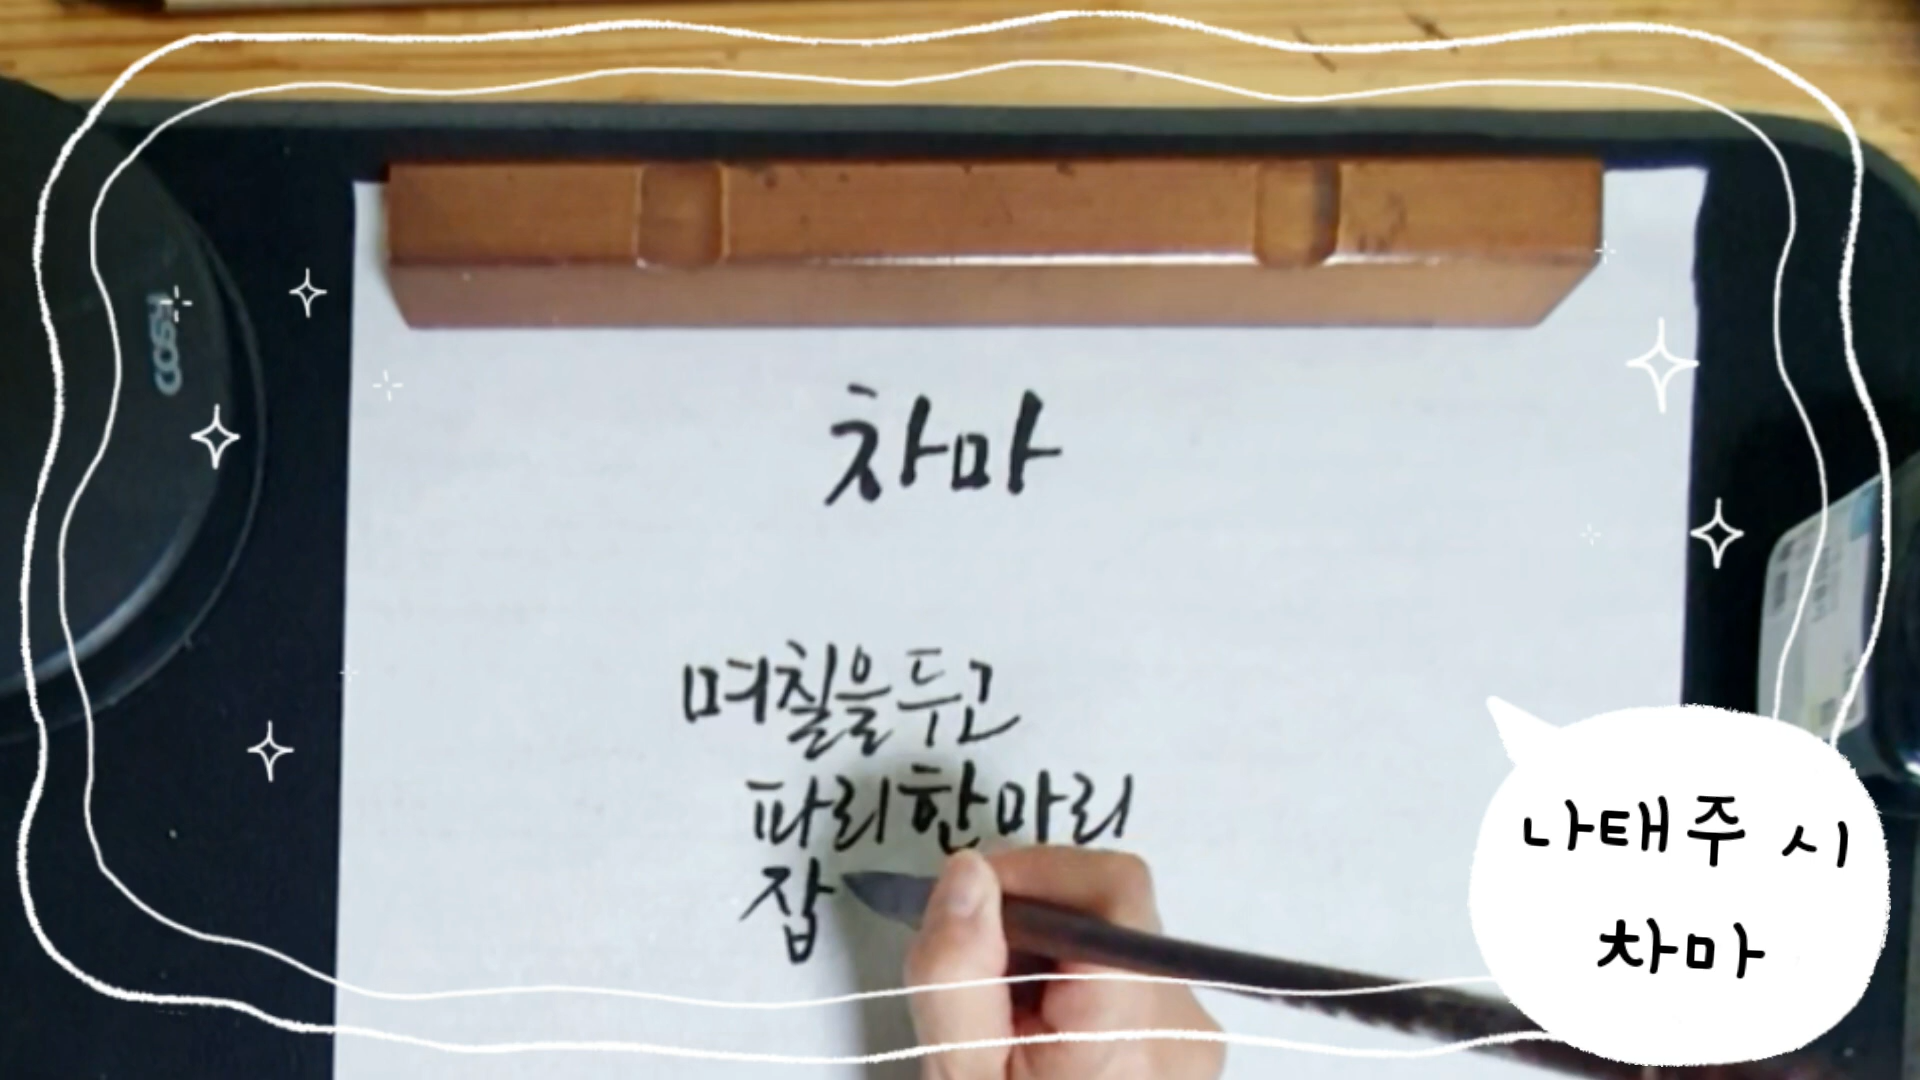 차마
며칠을 두고
파리 한 마리
잡
나태주 시
차마